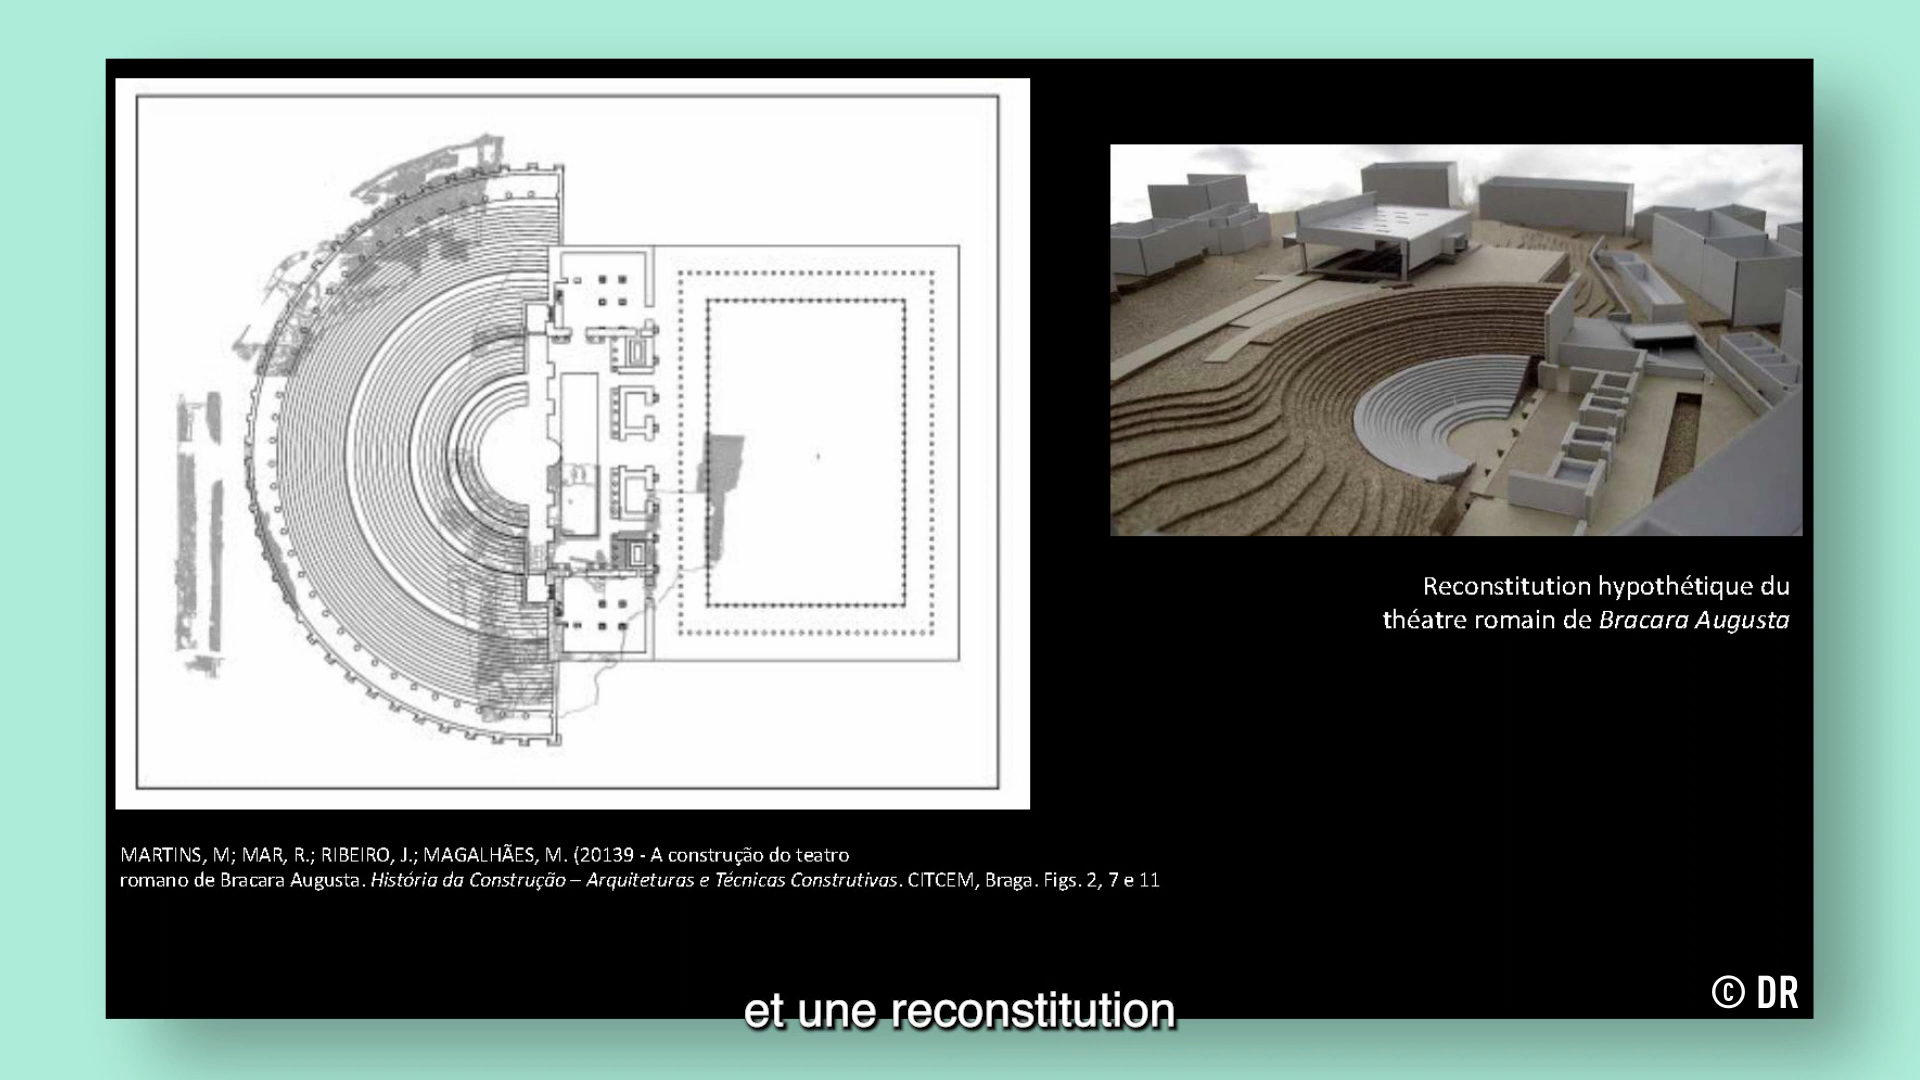 Reconstitution hypothétique du
théatre romain de Bracara Augusta
MARTINS, M; MAR, R.; RIBEIRO, J.; MAGALHÃES, M. (20139 - A construção do teatro
romano de Bracara Augusta. História da Construção – Arquiteturas e Técnicas Construtivas. CITCEM, Braga. Figs. 2, 7 e 11
© DR
et une reconstitution